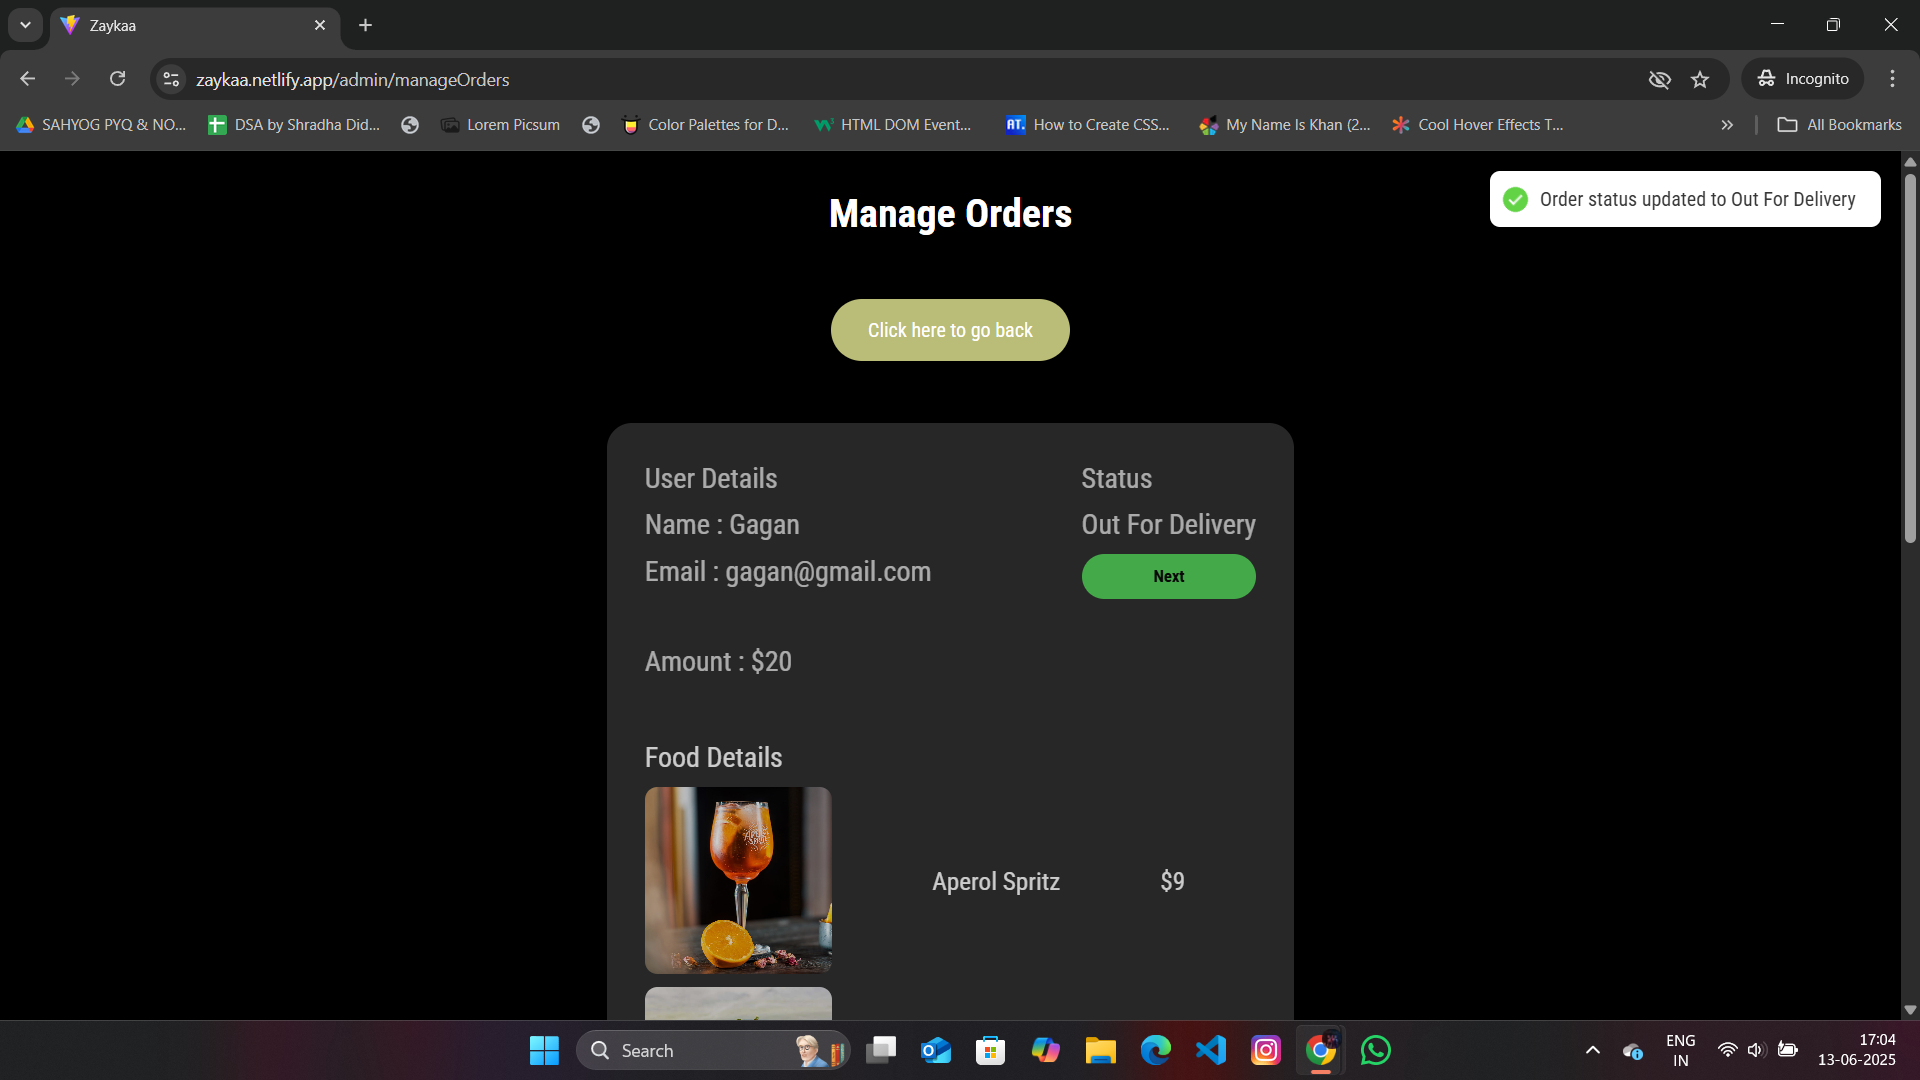 Zaykaa
zaykaa.netlify.app/admin/manageOrders
Incognito
SAHYOG PYQ & NO...
DSA by Shradha Did...
Lorem Picsum
Color Palettes for D...
HTML DOM Event...
AT.
How to Create CSS...
My Name Is Khan (2...
Cool Hover Effects T...
All Bookmarks
Manage Orders
Order status updated to Out For Delivery
Click here to go back
User Details
Status
Name : Gagan
Out For Delivery
Email : gagan@gmail.com
Next
Amount : $20
Food Details
Aperol Spritz
$9
Search
ENG
IN
17:04
13-06-2025